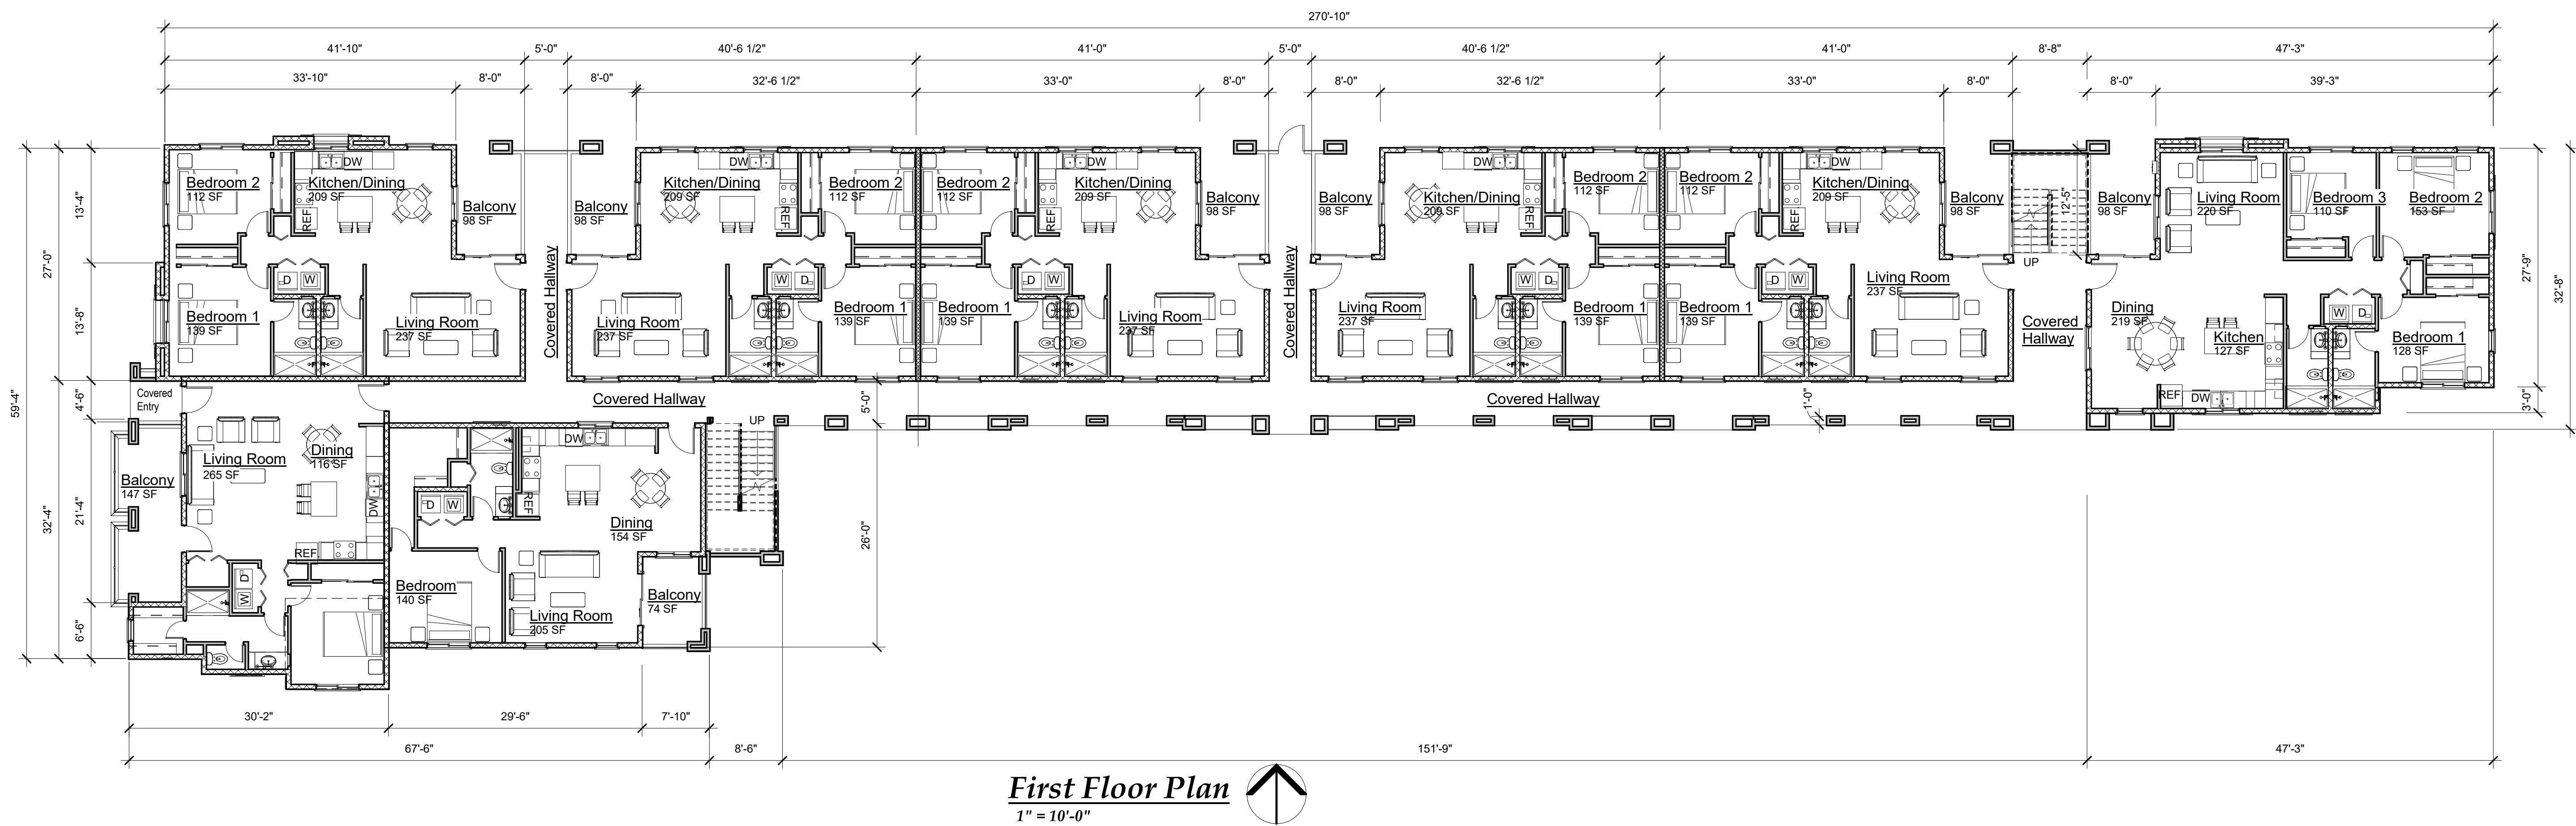 270'-10"
41'-10"
5'-0"
40'-6 1/2"
41'-0"
5'-0"
40'-6 1/2"
41'-0"
8'-8"
47'-3"
33'-10"
8'-0"
8'-0"
32'-6 1/2"
33'-0"
8'-0"
8'-0"
32'-6 1/2"
33'-0"
8'-0"
8'-0"
39'-3"
59'-4"
27'-0"
32'-4"
13'-4"
13'-8"
4'-6"
21'-4"
6'-6"
Bedroom 2
112 SF
DW
Kitchen/Dining
209 SF
REF
Balcony
98 SF
D
W
Bedroom 1
139 SF
Living Room
237 SF
Covered Hallway
Balcony
98 SF
DW
Kitchen/Dining
209 SF
REF
Bedroom 2
112 SF
W
D
Living Room
237 SF
Bedroom 1
139 SF
Bedroom 2
112 SF
DW
Kitchen/Dining
209 SF
REF
Balcony
98 SF
D
W
Bedroom 1
139 SF
Living Room
237 SF
Covered Hallway
Balcony
98 SF
DW
Kitchen/Dining
209 SF
REF
Bedroom 2
112 SF
W
D
Living Room
237 SF
Bedroom 1
139 SF
Bedroom 2
112 SF
DW
Kitchen/Dining
209 SF
REF
Balcony
98 SF
D
W
Bedroom 1
139 SF
Living Room
237 SF
12'-5"
UP
Covered
Hallway
Balcony
98 SF
Living Room
220 SF
Bedroom 3
110 SF
Bedroom 2
153 SF
Dining
219 SF
Kitchen
127 SF
W
D
Bedroom 1
128 SF
REF
DW
27'-9"
32'-8"
3'-0"
Covered
Entry
Covered Hallway
5'-0"
Covered Hallway
1'-0"
UP
Living Room
265 SF
Dining
116 SF
Balcony
147 SF
DW
REF
D
W
DW
REF
D
W
Dining
154 SF
Bedroom
140 SF
Living Room
205 SF
Balcony
74 SF
26'-0"
30'-2"
29'-6"
7'-10"
67'-6"
8'-6"
151'-9"
47'-3"
First Floor Plan
1" = 10'-0"